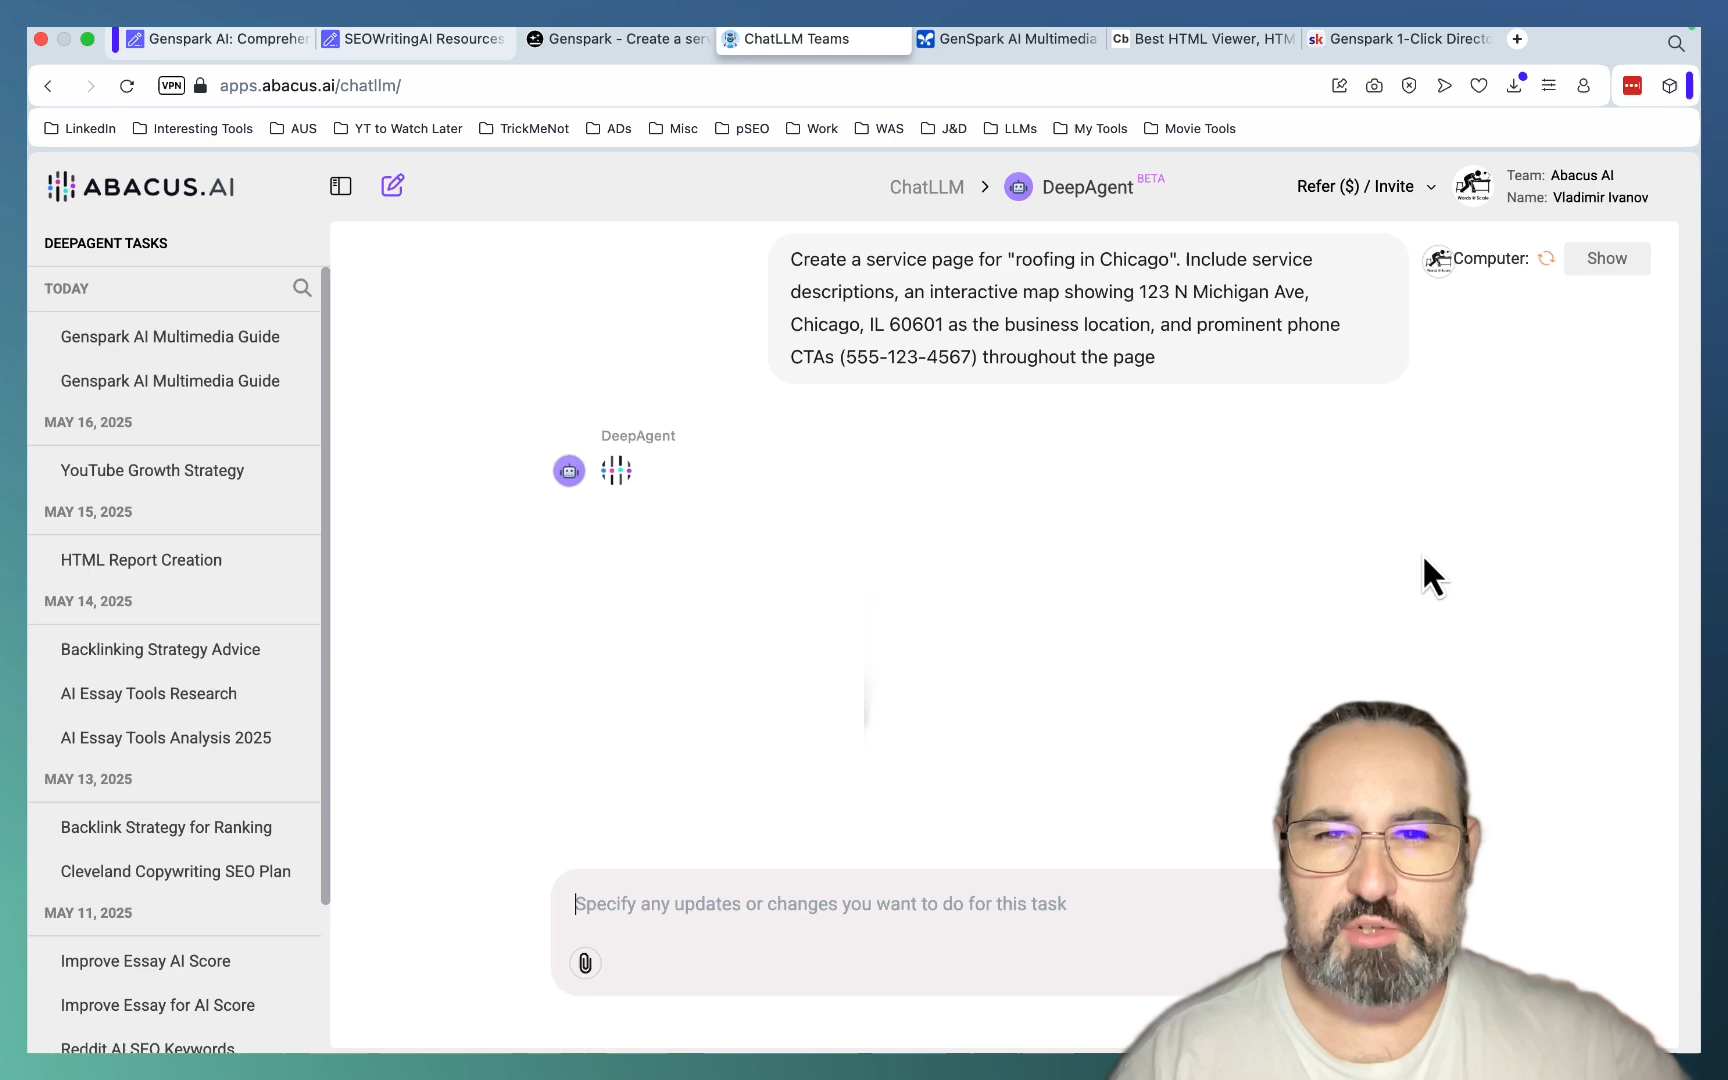 Genspark AI: Compreher
SEOWritingAI Resources
Genspark - Create a ser
ChatLLM Teams
GenSpark AI Multimedia
Cb Best HTML Viewer, HTM
sk Genspark 1-Click Directo
VPN
apps.abacus.ai/chatllm/
LinkedIn
Interesting Tools
AUS
YT to Watch Later
TrickMeNot
ADs
Misc
pSEO
Work
WAS
J&D
LLMs
My Tools
Movie Tools
ABACUS.AI
ChatLLM > DeepAgent BETA
Refer ($) / Invite
Team: Abacus AI
Name: Vladimir Ivanov
DEEPAGENT TASKS
TODAY
Genspark AI Multimedia Guide
Genspark AI Multimedia Guide
MAY 16, 2025
YouTube Growth Strategy
MAY 15, 2025
HTML Report Creation
MAY 14, 2025
Backlinking Strategy Advice
AI Essay Tools Research
AI Essay Tools Analysis 2025
MAY 13, 2025
Backlink Strategy for Ranking
Cleveland Copywriting SEO Plan
MAY 11, 2025
Improve Essay AI Score
Improve Essay for AI Score
Reddit AI SEO Keywords
Create a service page for "roofing in Chicago". Include service
descriptions, an interactive map showing 123 N Michigan Ave,
Chicago, IL 60601 as the business location, and prominent phone
CTAs (555-123-4567) throughout the page
Computer:
Show
DeepAgent
Specify any updates or changes you want to do for this task